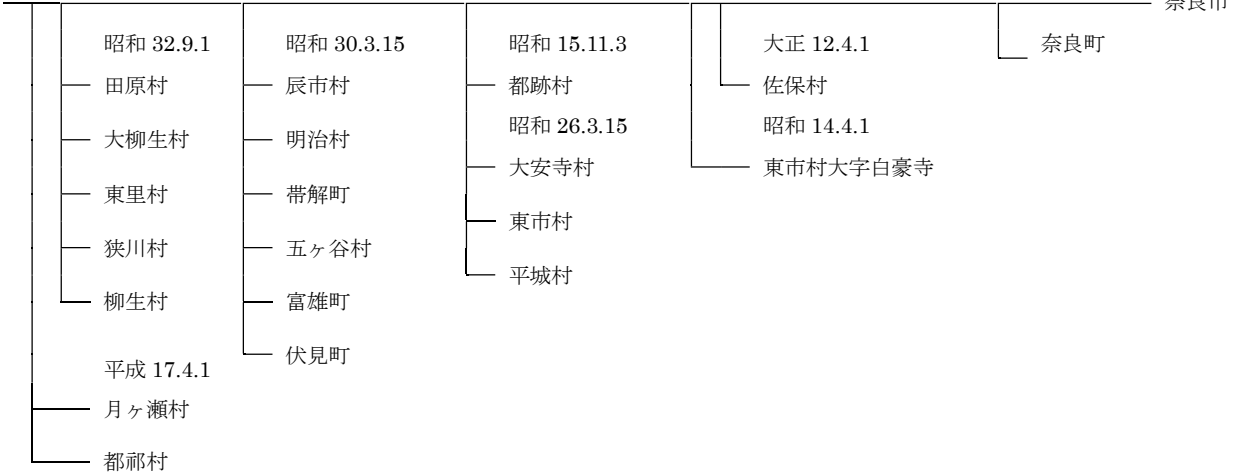 奈良市
昭和 32.9.1
田原村
大柳生村
東里村
狭川村
柳生村
平成 17.4.1
月ヶ瀬村
都祁村
昭和 30.3.15
辰市村
明治村
帯解町
五ヶ谷村
富雄町
伏見町
昭和 15.11.3
都跡村
昭和 26.3.15
大安寺村
東市村
平城村
大正 12.4.1
佐保村
昭和 14.4.1
東市村大字白豪寺
奈良町